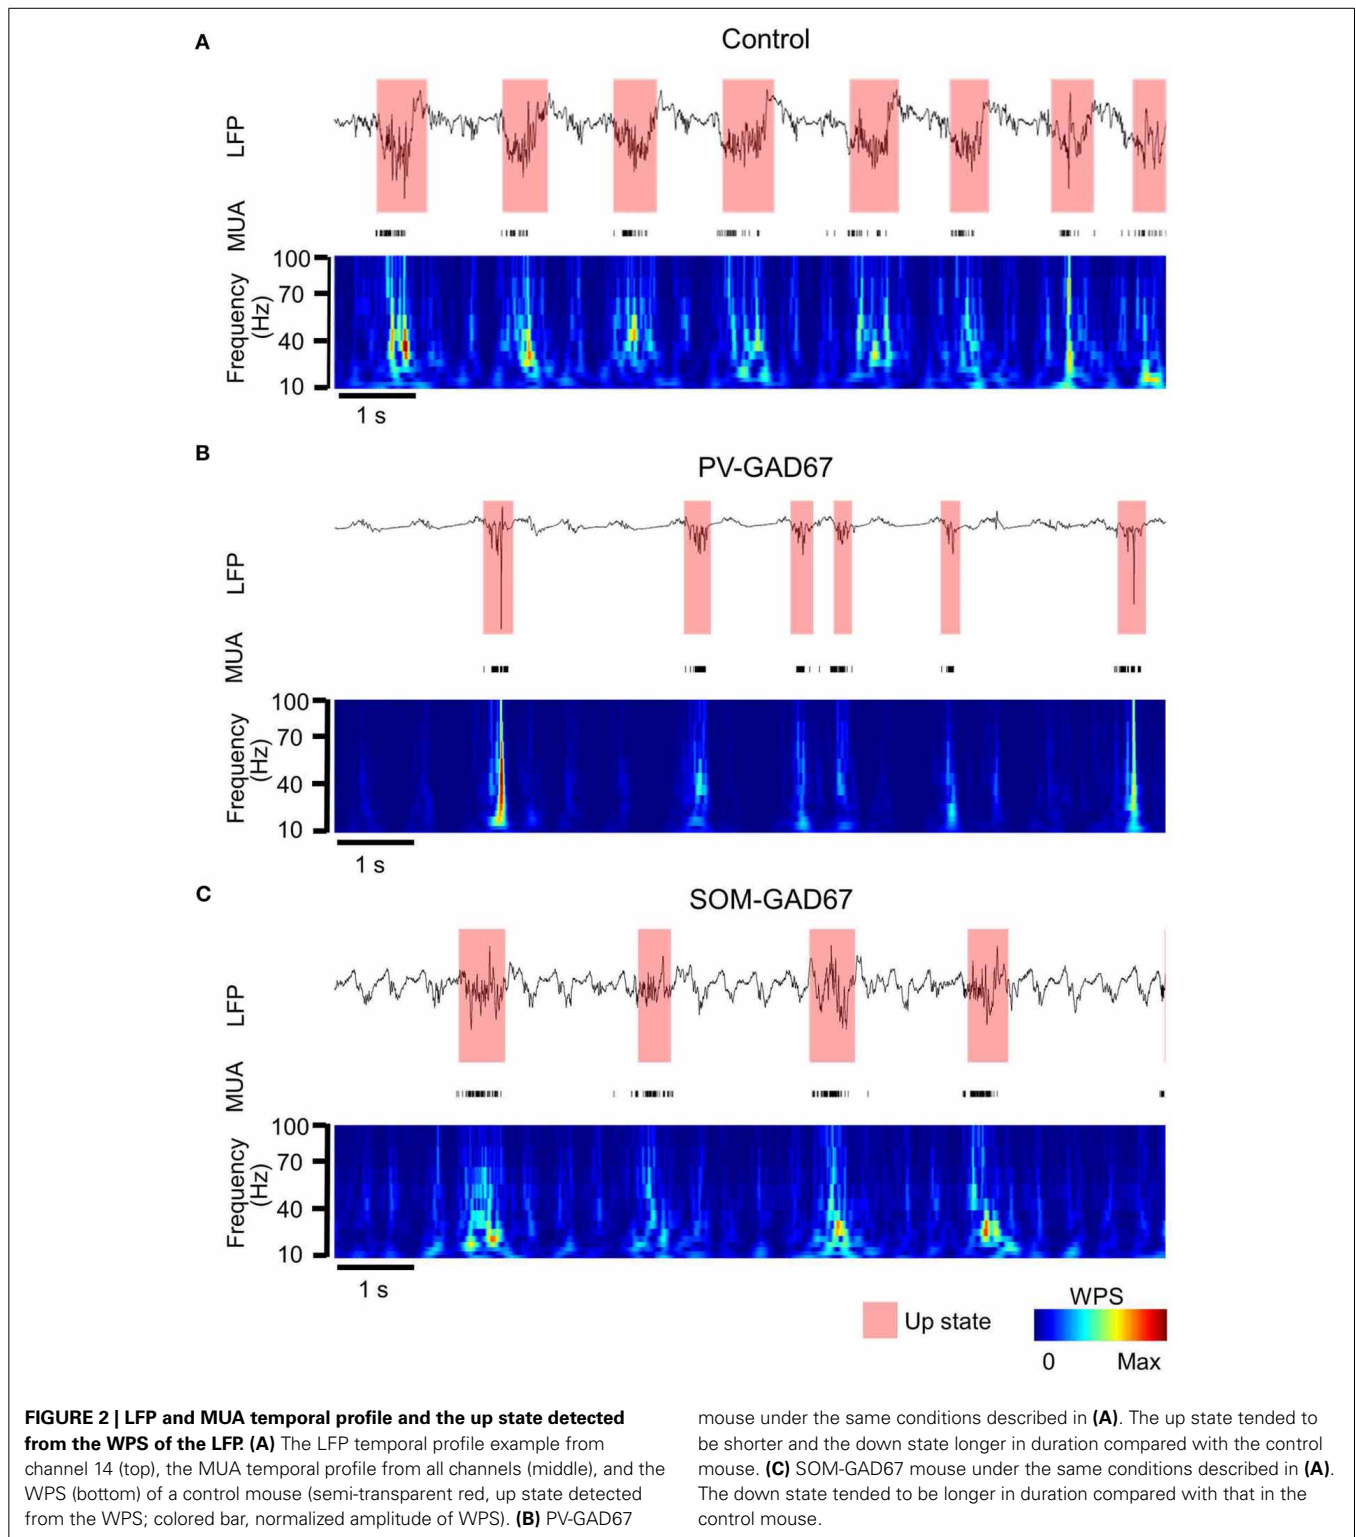 A
Control
LFP
MUA
Frequency
(Hz)
100
70
40
10
1 s
B
PV-GAD67
LFP
MUA
Frequency
(Hz)
100
70
40
10
1 s
C
SOM-GAD67
LFP
MUA
Frequency
(Hz)
100
70
40
10
1 s
Up state
WPS
0 Max
FIGURE 2 | LFP and MUA temporal profile and the up state detected
from the WPS of the LFP. (A) The LFP temporal profile example from
channel 14 (top), the MUA temporal profile from all channels (middle), and the
WPS (bottom) of a control mouse (semi-transparent red, up state detected
from the WPS; colored bar, normalized amplitude of WPS). (B) PV-GAD67
mouse under the same conditions described in (A). The up state tended to
be shorter and the down state longer in duration compared with the control
mouse. (C) SOM-GAD67 mouse under the same conditions described in (A).
The down state tended to be longer in duration compared with that in the
control mouse.